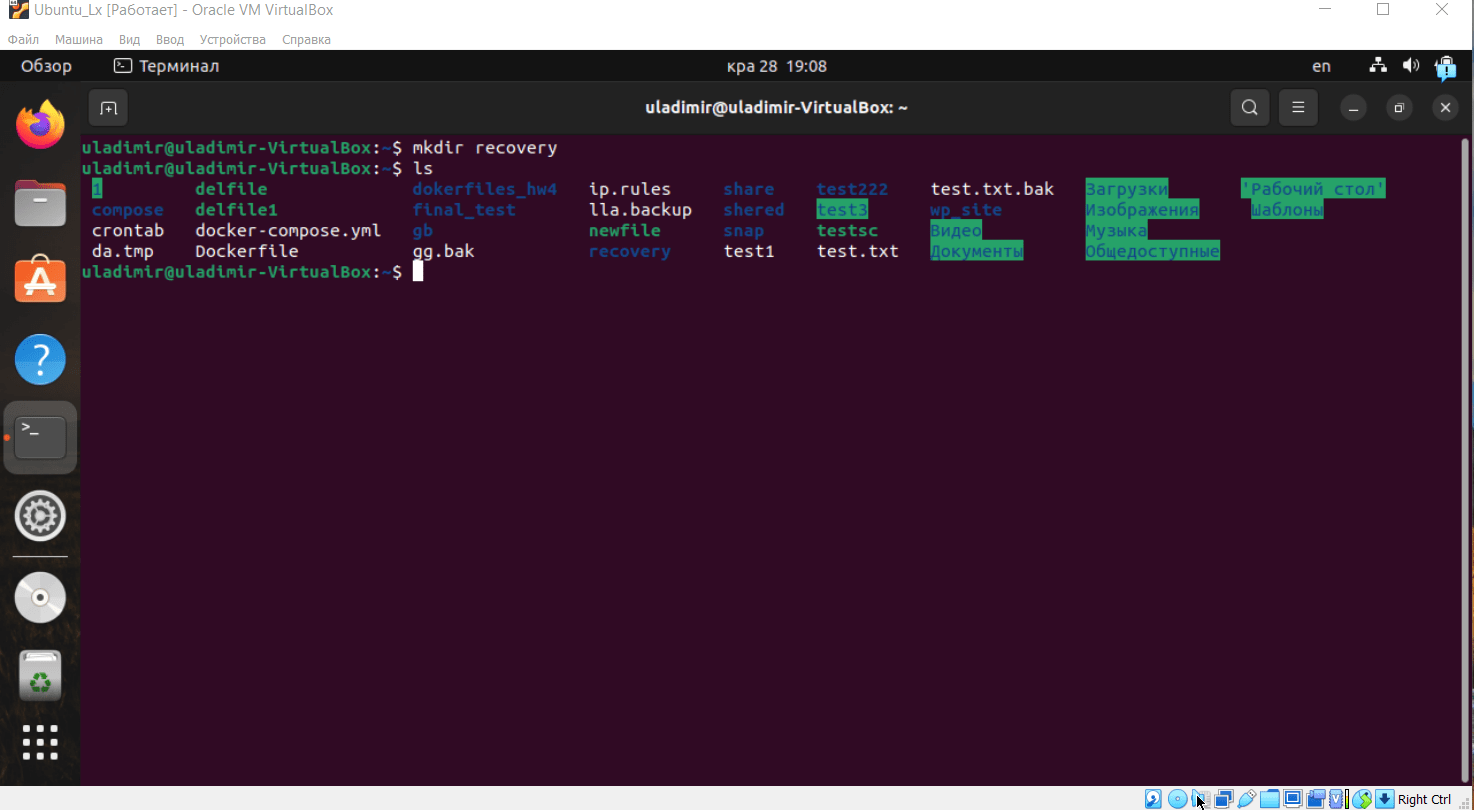 Ubuntu_Lx [Работает] - Oracle VM VirtualBox
Файл Машина Вид Ввод Устройства Справка
Обзор Терминал кра 28 19:08 en
uladimir@uladimir-VirtualBox: ~
uladimir@uladimir-VirtualBox:~$ mkdir recovery
uladimir@uladimir-VirtualBox:~$ ls
1 delfile dokerfiles_hw4 ip.rules share test222 test.txt.bak Загрузки 'Рабочий стол'
compose delfile1 final_test lla.backup shered test3 wp_site Изображения Шаблоны
crontab docker-compose.yml gb newfile snap testsc Видео Музыка
da.tmp Dockerfile gg.bak recovery test1 test.txt Документы Общедоступные
uladimir@uladimir-VirtualBox:~$
Right Ctrl